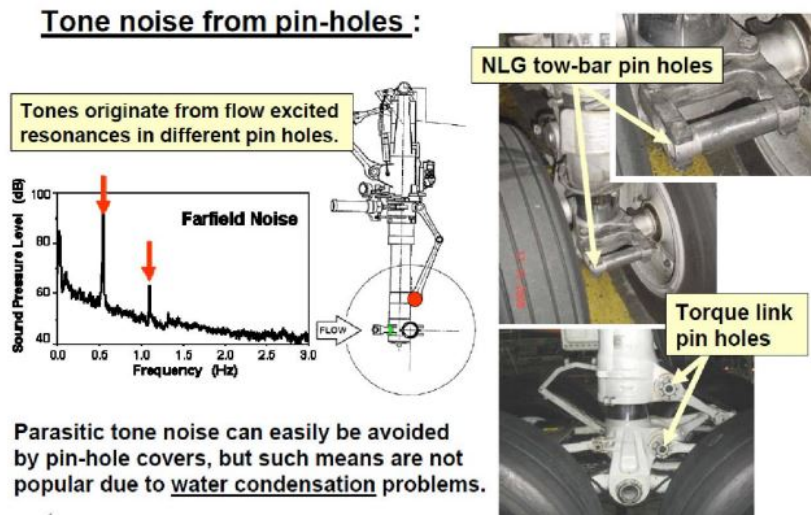 Tone noise from pin-holes :
Tones originate from flow excited
resonances in different pin holes.
NLG tow-bar pin holes
Sound Pressure Level (dB)
100
80
60
40
Farfield Noise
0.0 0.5 1.0 1.5 2.0 2.5 3.0
Frequency (Hz)
FLOW
Torque link
pin holes
Parasitic tone noise can easily be avoided
by pin-hole covers, but such means are not
popular due to water condensation problems.